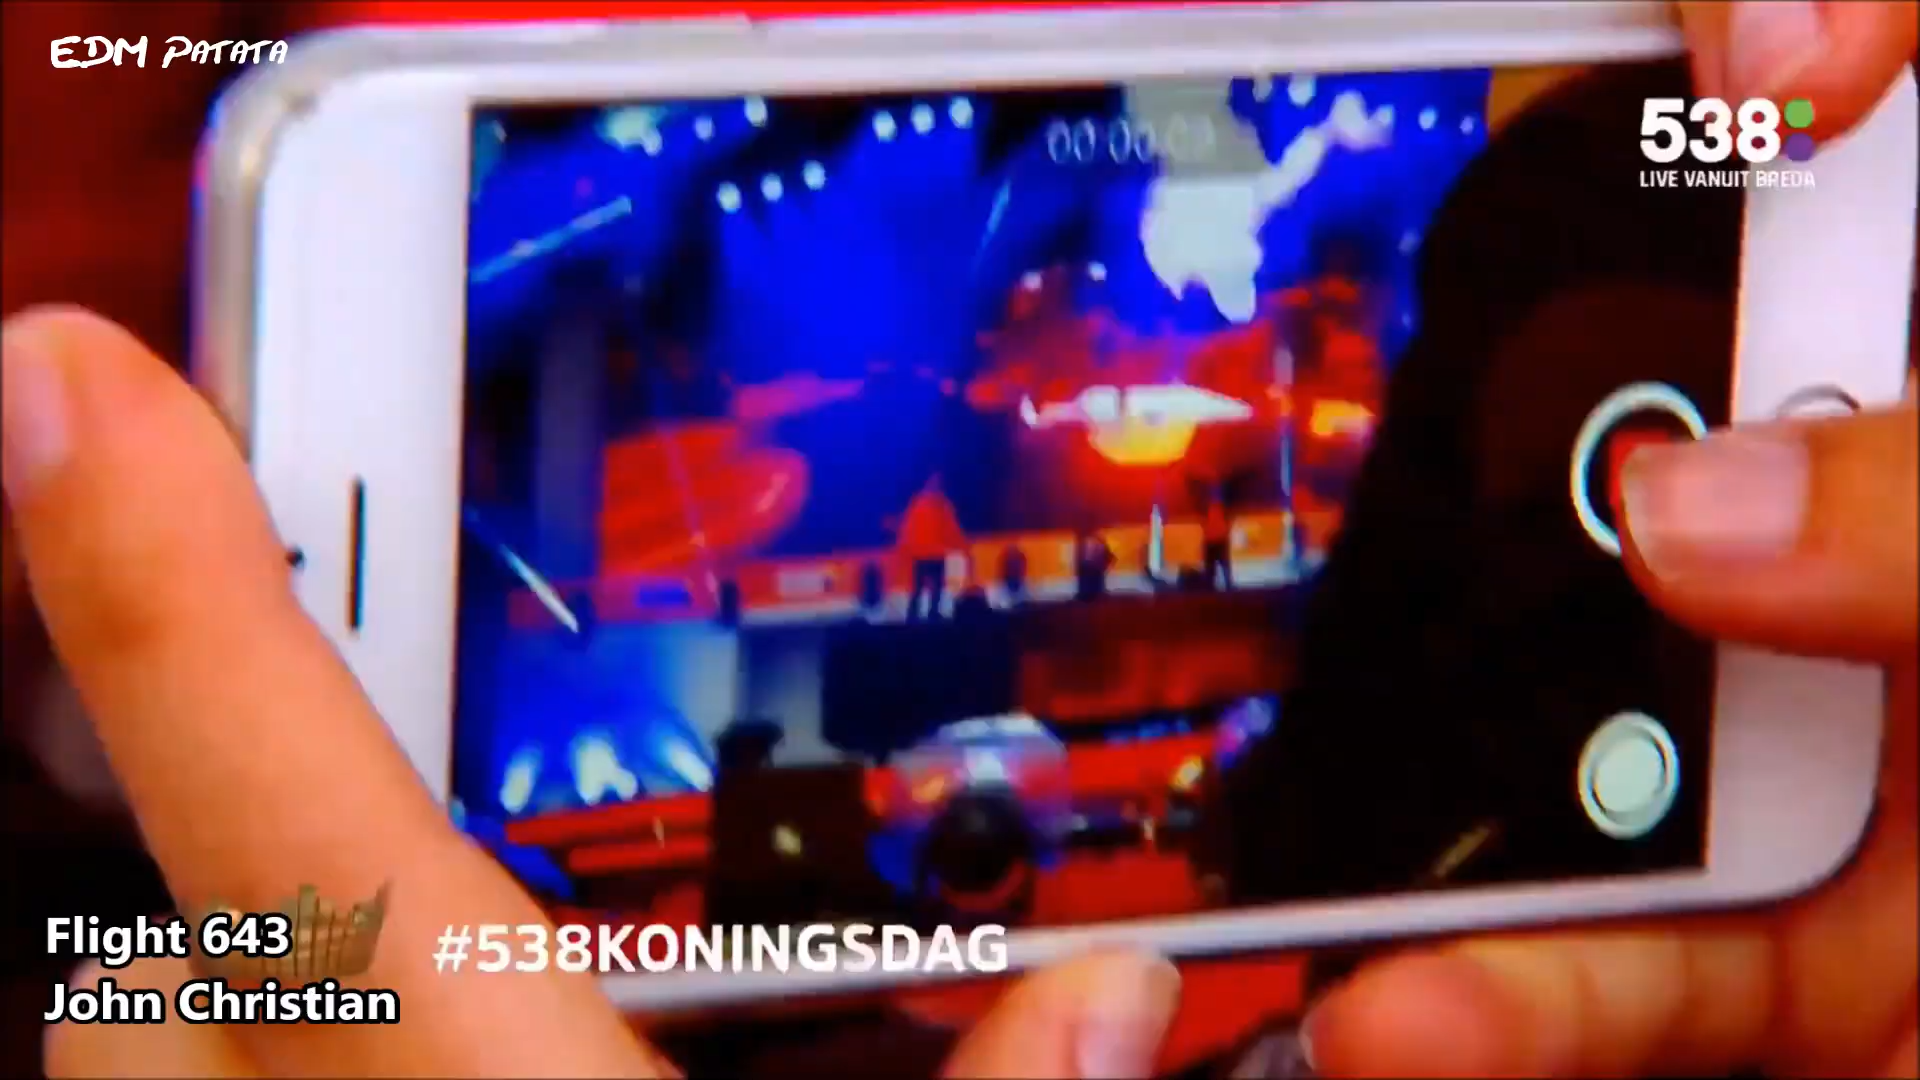 EDM PATATA
538
LIVE VANUIT BREDA
Flight 643
John Christian
#538KONINGSDAG